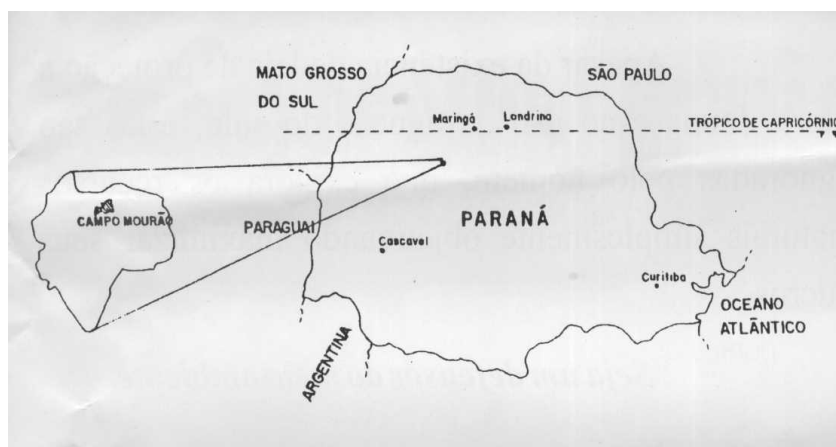 MATO GROSSO
DO SUL
SÃO PAULO
Maringá
Londrina
TRÓPICO DE CAPRICÓRNIO
CAMPO MOURÃO
PARAGUAI
PARANÁ
Cascavel
Curitiba
OCEANO
ATLÂNTICO
ARGENTINA